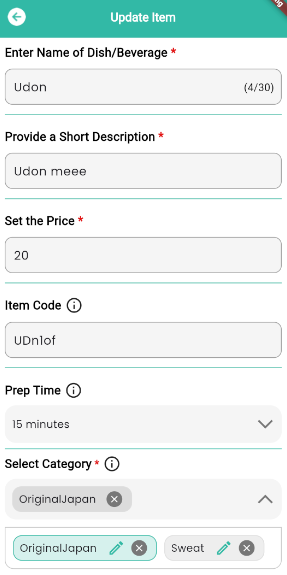 Update Item
Enter Name of Dish/Beverage *
Udon (4/30)
Provide a Short Description *
Udon meee
Set the Price *
20
Item Code
UDn1of
Prep Time
15 minutes
Select Category *
OriginalJapan
OriginalJapan Sweat